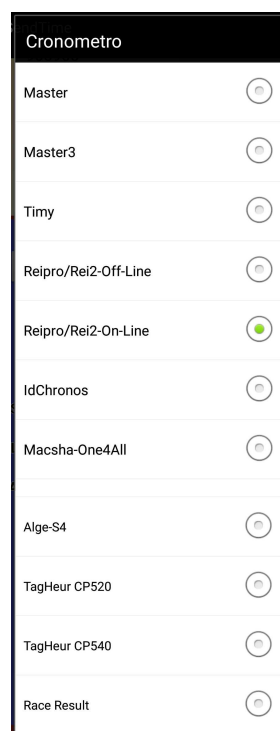 Cronometro
Master
Master3
Timy
Reipro/Rei2-Off-Line
Reipro/Rei2-On-Line
IdChronos
Macsha-One4All
Alge-S4
TagHeur CP520
TagHeur CP540
Race Result